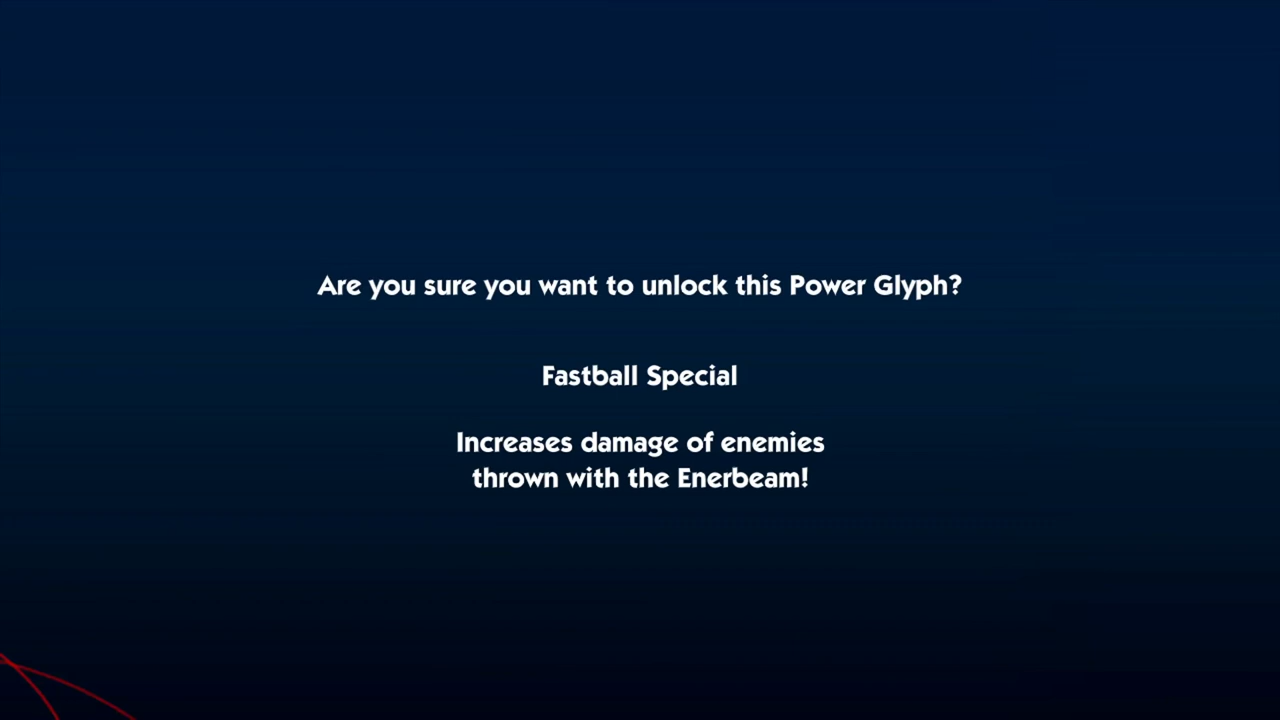 Are you sure you want to unlock this Power Glyph?
Fastball Special
Increases damage of enemies
thrown with the Enerbeam!